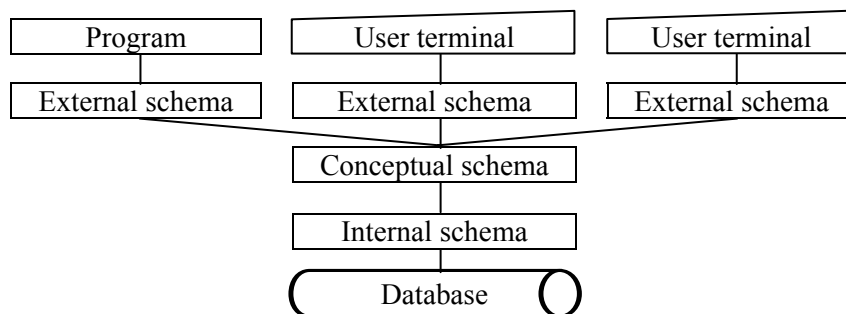 Program
User terminal
User terminal
External schema
External schema
External schema
Conceptual schema
Internal schema
Database